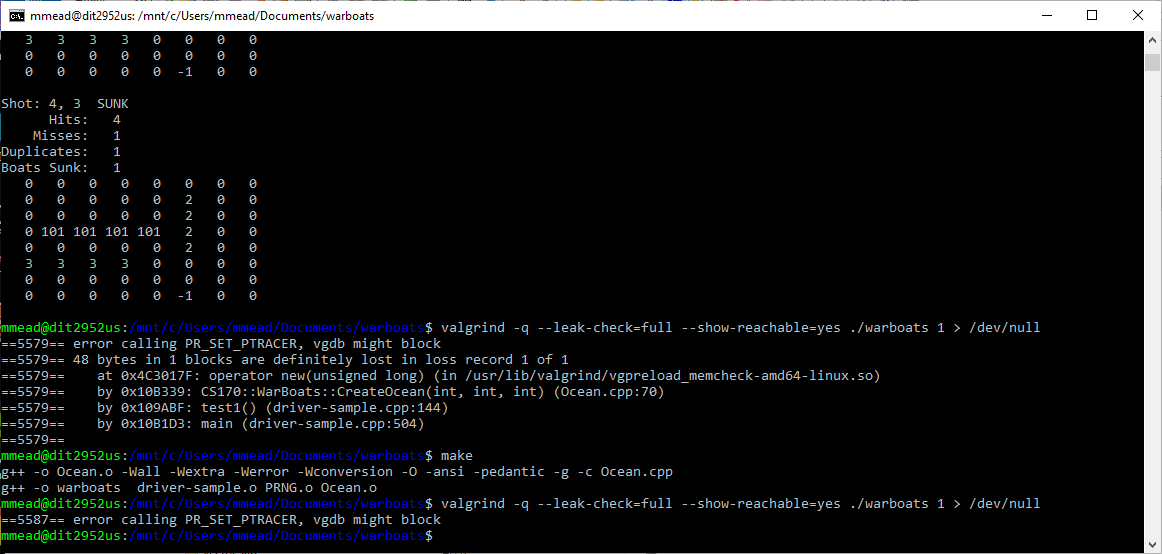 mmead@dit2952us: /mnt/c/Users/mmead/Documents/warboats
3 3 3 3 0 0 0 0
0 0 0 0 0 0 0 0
0 0 0 0 0 -1 0 0
Shot: 4, 3 SUNK
Hits: 4
Misses: 1
Duplicates: 1
Boats Sunk: 1
0 0 0 0 0 0 0 0
0 0 0 0 0 2 0 0
0 0 0 0 0 2 0 0
0 101 101 101 101 2 0 0
0 0 0 0 0 2 0 0
3 3 3 3 0 0 0 0
0 0 0 0 0 0 0 0
0 0 0 0 0 -1 0 0
mmead@dit2952us:/mnt/c/Users/mmead/Documents/warboats$ valgrind -q --leak-check=full --show-reachable=yes ./warboats 1 > /dev/null
==5579== error calling PR_SET_PTRACER, vgdb might block
==5579== 48 bytes in 1 blocks are definitely lost in loss record 1 of 1
==5579==    at 0x4C3017F: operator new(unsigned long) (in /usr/lib/valgrind/vgpreload_memcheck-amd64-linux.so)
==5579==    by 0x10B339: CS170::WarBoats::CreateOcean(int, int, int) (Ocean.cpp:70)
==5579==    by 0x109ABF: test1() (driver-sample.cpp:144)
==5579==    by 0x10B1D3: main (driver-sample.cpp:504)
==5579==
mmead@dit2952us:/mnt/c/Users/mmead/Documents/warboats$ make
g++ -o Ocean.o -Wall -Wextra -Werror -Wconversion -O -ansi -pedantic -g -c Ocean.cpp
g++ -o warboats  driver-sample.o PRNG.o Ocean.o
mmead@dit2952us:/mnt/c/Users/mmead/Documents/warboats$ valgrind -q --leak-check=full --show-reachable=yes ./warboats 1 > /dev/null
==5587== error calling PR_SET_PTRACER, vgdb might block
mmead@dit2952us:/mnt/c/Users/mmead/Documents/warboats$